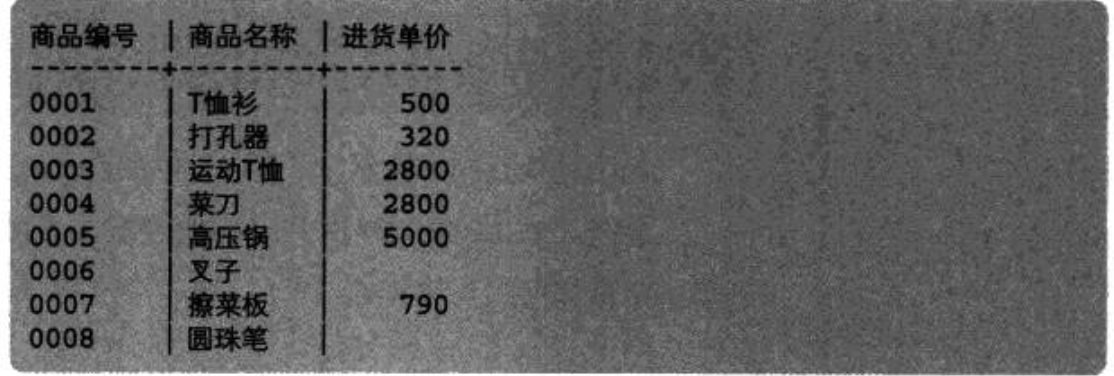 商品编号 | 商品名称 | 进货单价
---------+---------+--------
0001 | T恤衫 | 500
0002 | 打孔器 | 320
0003 | 运动T恤 | 2800
0004 | 菜刀 | 2800
0005 | 高压锅 | 5000
0006 | 叉子 |
0007 | 擦菜板 | 790
0008 | 圆珠笔 |